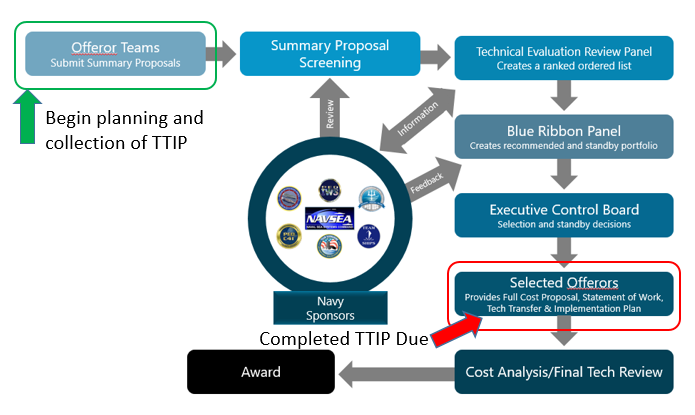 Offeror Teams
Submit Summary Proposals
Summary Proposal
Screening
Technical Evaluation Review Panel
Creates a ranked ordered list
Begin planning and
collection of TTIP
Review
Information
Blue Ribbon Panel
Creates recommended and standby portfolio
Feedback
NAVSEA
Executive Control Board
Selection and standby decisions
Selected Offerors
Provides Full Cost Proposal, Statement of Work,
Tech Transfer & Implementation Plan
Navy
Sponsors
Completed TTIP Due
Award
Cost Analysis/Final Tech Review